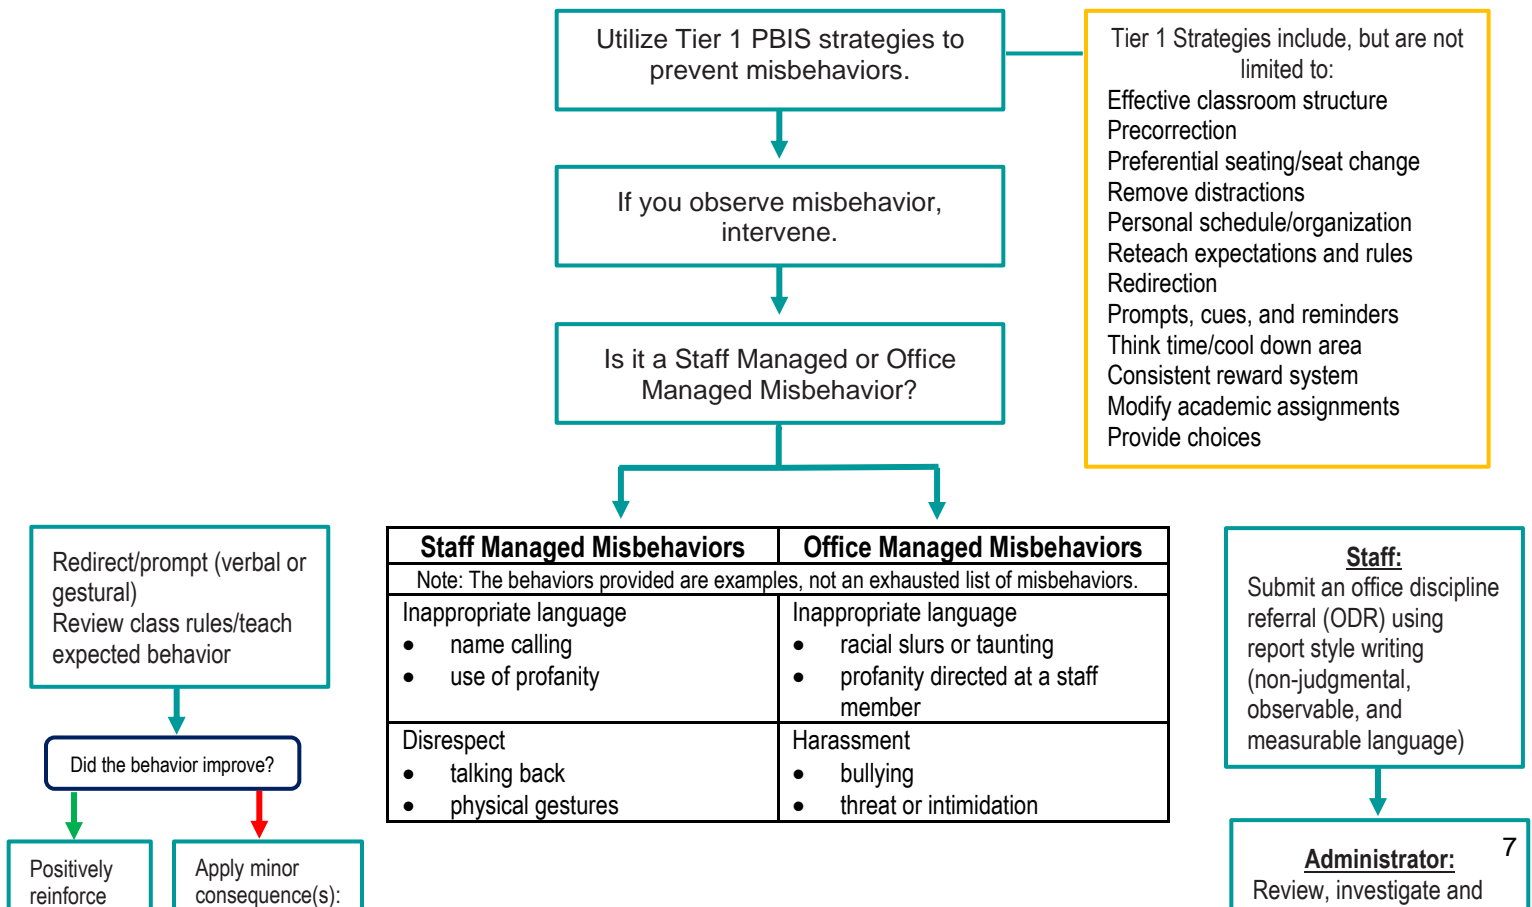 Utilize Tier 1 PBIS strategies to
prevent misbehaviors.
Tier 1 Strategies include, but are not
limited to:
Effective classroom structure
Precorrection
Preferential seating/seat change
Remove distractions
Personal schedule/organization
Reteach expectations and rules
Redirection
Prompts, cues, and reminders
Think time/cool down area
Consistent reward system
Modify academic assignments
Provide choices
If you observe misbehavior,
intervene.
Is it a Staff Managed or Office
Managed Misbehavior?
Redirect/prompt (verbal or
gestural)
Review class rules/teach
expected behavior
Did the behavior improve?
Positively
reinforce
Apply minor
consequence(s):
Staff Managed Misbehaviors
Office Managed Misbehaviors
Note: The behaviors provided are examples, not an exhausted list of misbehaviors.
Inappropriate language
• name calling
• use of profanity
Inappropriate language
• racial slurs or taunting
• profanity directed at a staff
member
Disrespect
• talking back
• physical gestures
Harassment
• bullying
• threat or intimidation
Staff:
Submit an office discipline
referral (ODR) using
report style writing
(non-judgmental,
observable, and
measurable language)
Administrator:
Review, investigate and
7